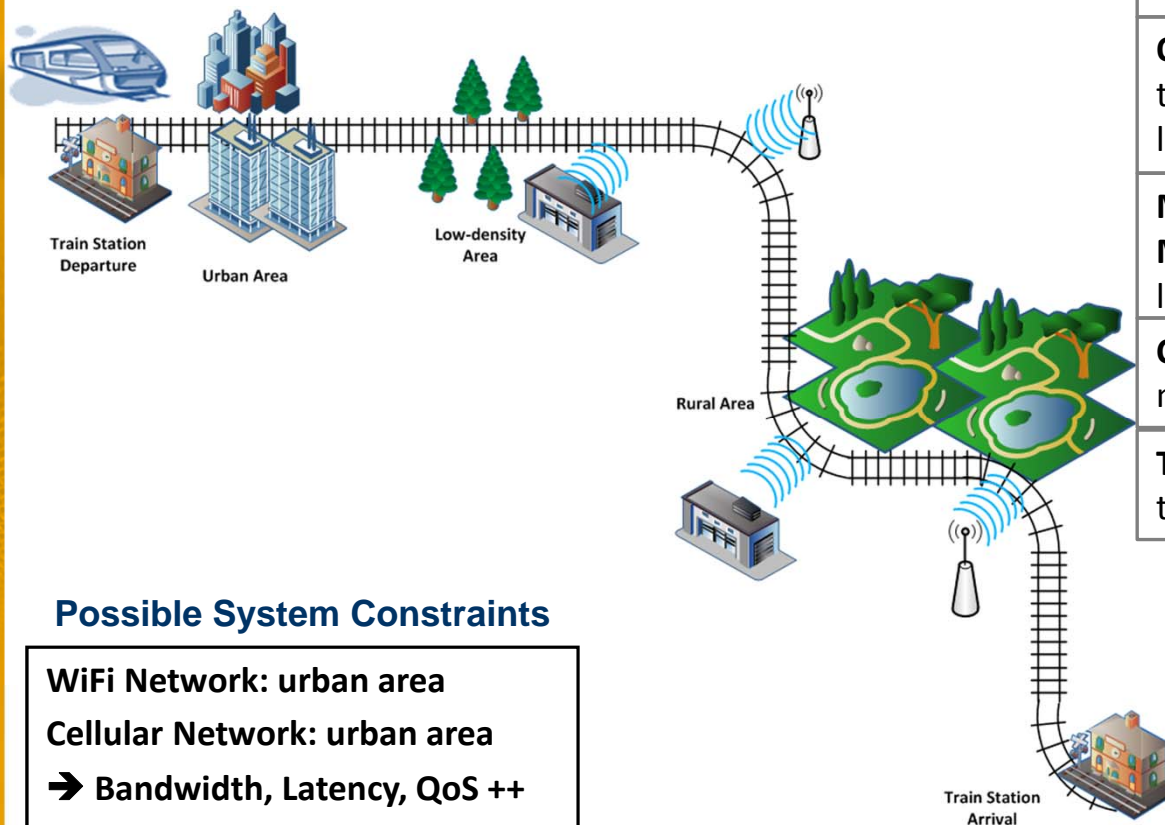 Train Station
Departure
Urban Area
Low-density
Area
Rural Area
Possible System Constraints
WiFi Network: urban area
Cellular Network: urban area
➔ Bandwidth, Latency, QoS ++
Train Station
Arrival